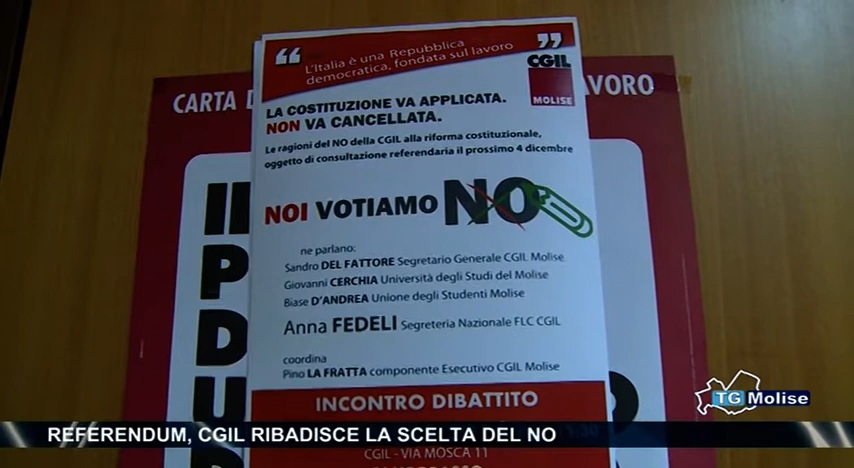 “ L'Italia è una Repubblica ”
democratica, fondata sul lavoro
CGIL
MOLISE
CARTA
LAVORO
LA COSTITUZIONE VA APPLICATA.
NON VA CANCELLATA.
Le ragioni del NO della CGIL alla riforma costituzionale,
oggetto di consultazione referendaria il prossimo 4 dicembre
NOI VOTIAMO NO
ne parlano:
Sandro DEL FATTORE Segretario Generale CGIL Molise
Giovanni CERCHIA Università degli Studi del Molise
Biase D'ANDREA Unione degli Studenti Molise
Anna FEDELI Segreteria Nazionale FLC CGIL
coordina
Pino LA FRATTA componente Esecutivo CGIL Molise
INCONTRO DIBATTITO
TG Molise
REFERENDUM, CGIL RIBADISCE LA SCELTA DEL NO
CGIL - VIA MOSCA 11